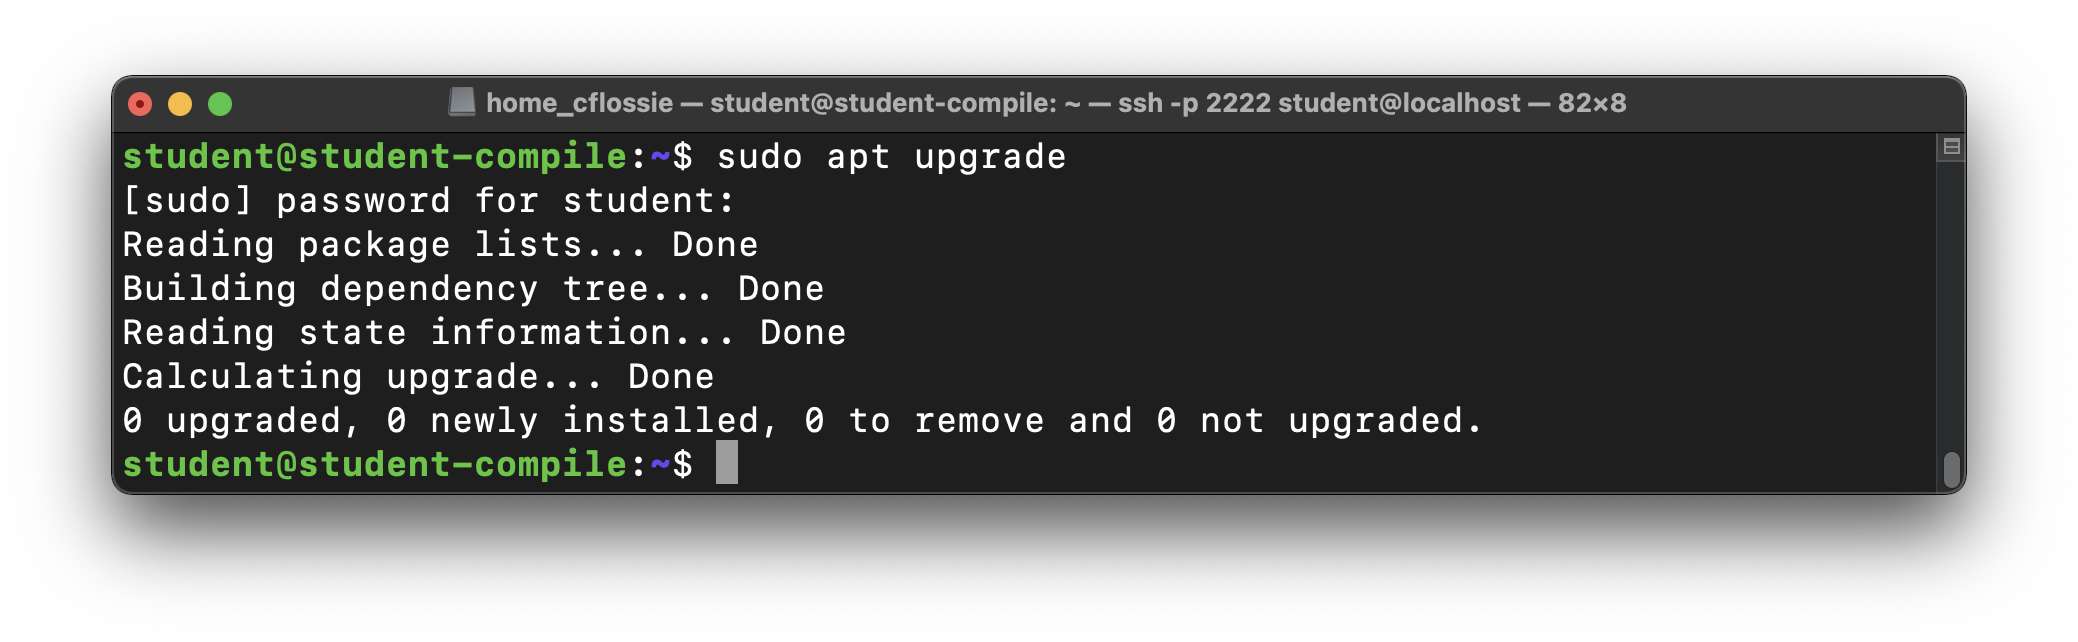 home_cflossie — student@student-compile: ~ — ssh -p 2222 student@localhost — 82×8
student@student-compile:~$ sudo apt upgrade
[sudo] password for student:
Reading package lists... Done
Building dependency tree... Done
Reading state information... Done
Calculating upgrade... Done
0 upgraded, 0 newly installed, 0 to remove and 0 not upgraded.
student@student-compile:~$